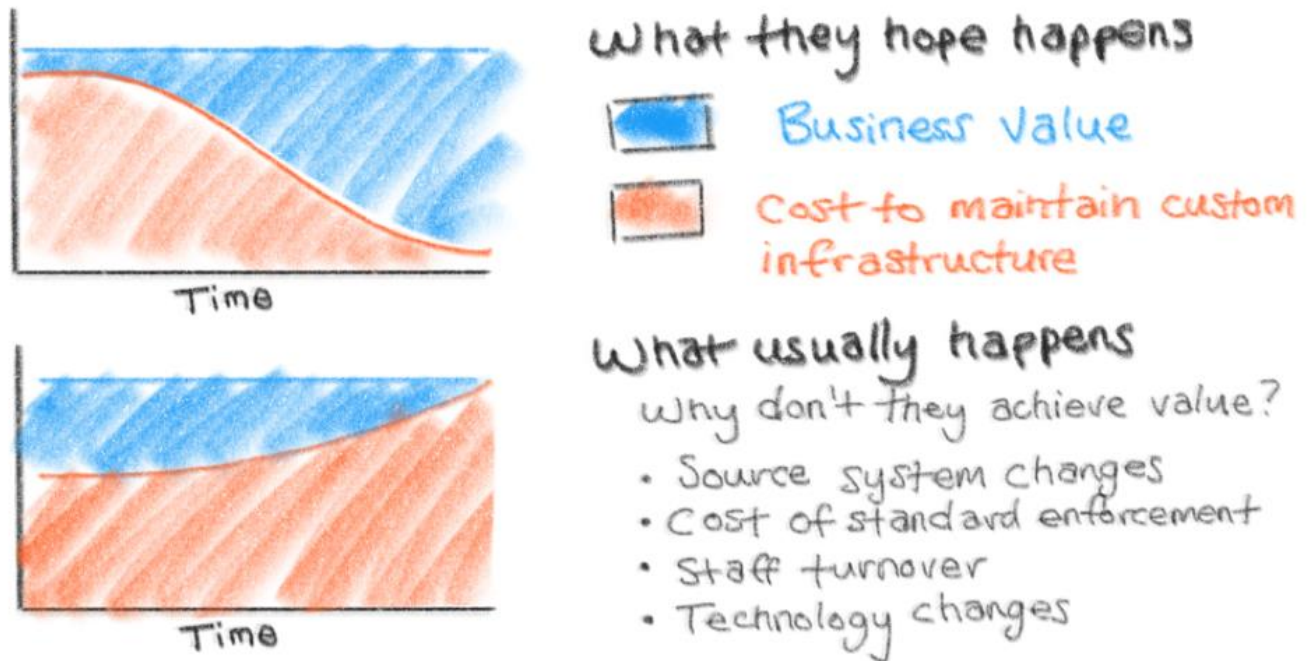 What they hope happens
Business value
Cost to maintain custom
infrastructure
Time
What usually happens
Why don't they achieve value?
• Source system changes
• Cost of standard enforcement
• Staff turnover
• Technology changes
Time